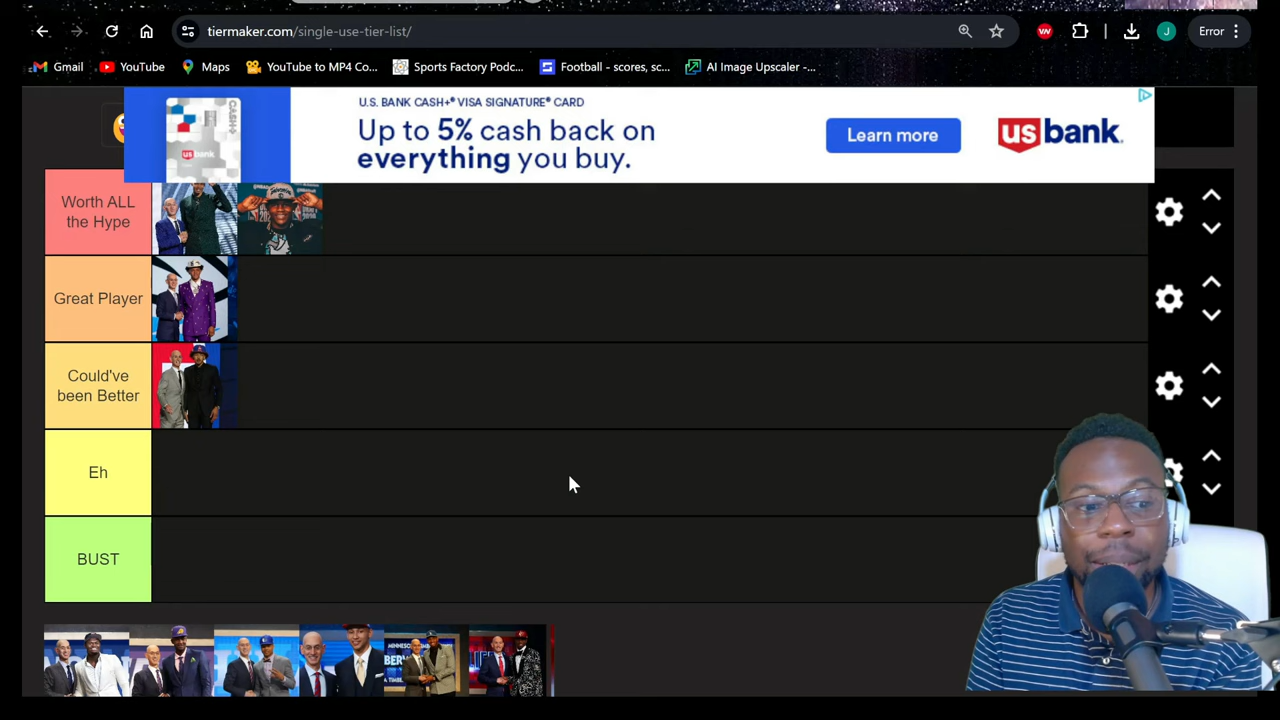 tiermaker.com/single-use-tier-list/
Error
Gmail
YouTube
Maps
YouTube to MP4 Co...
Sports Factory Podc...
Football - scores, sc...
AI Image Upscaler -...
U.S. BANK CASH+® VISA SIGNATURE® CARD
Up to 5% cash back on
everything you buy.
Learn more
us bank
Worth ALL
the Hype
Great Player
Could've
been Better
Eh
BUST